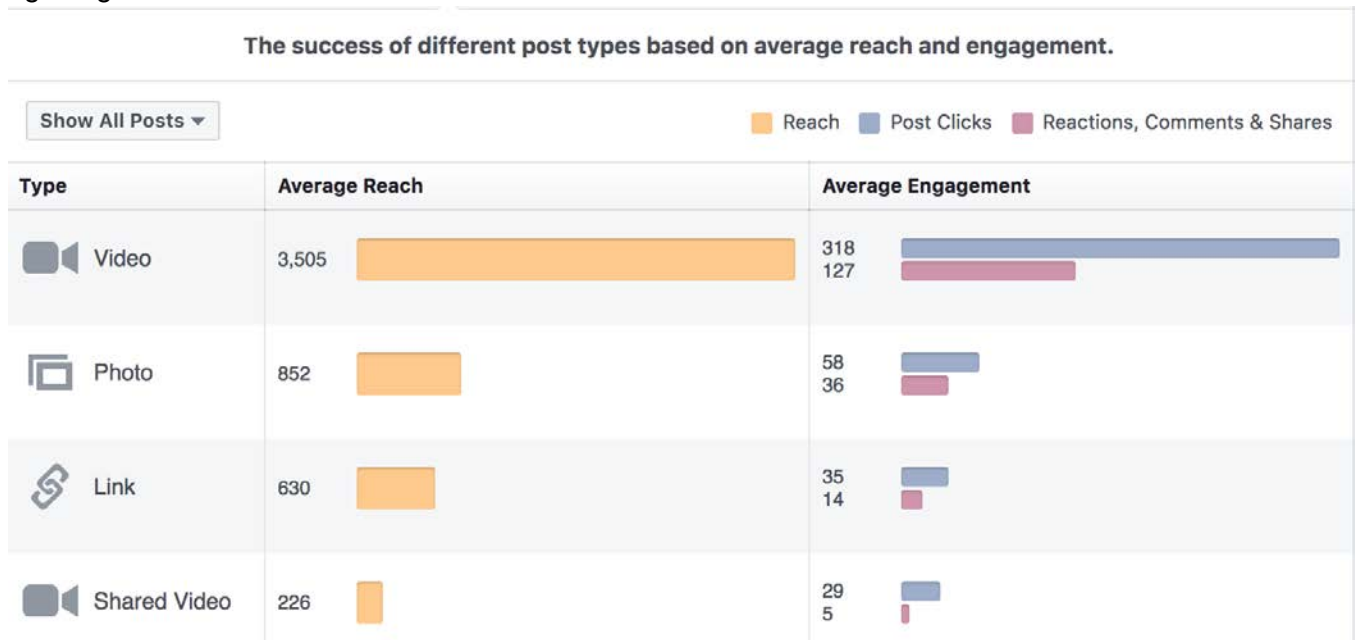 The success of different post types based on average reach and engagement.
Show All Posts
Reach Post Clicks Reactions, Comments & Shares
Type Average Reach Average Engagement
Video 3,505 318
127
Photo 852 58
36
Link 630 35
14
Shared Video 226 29
5